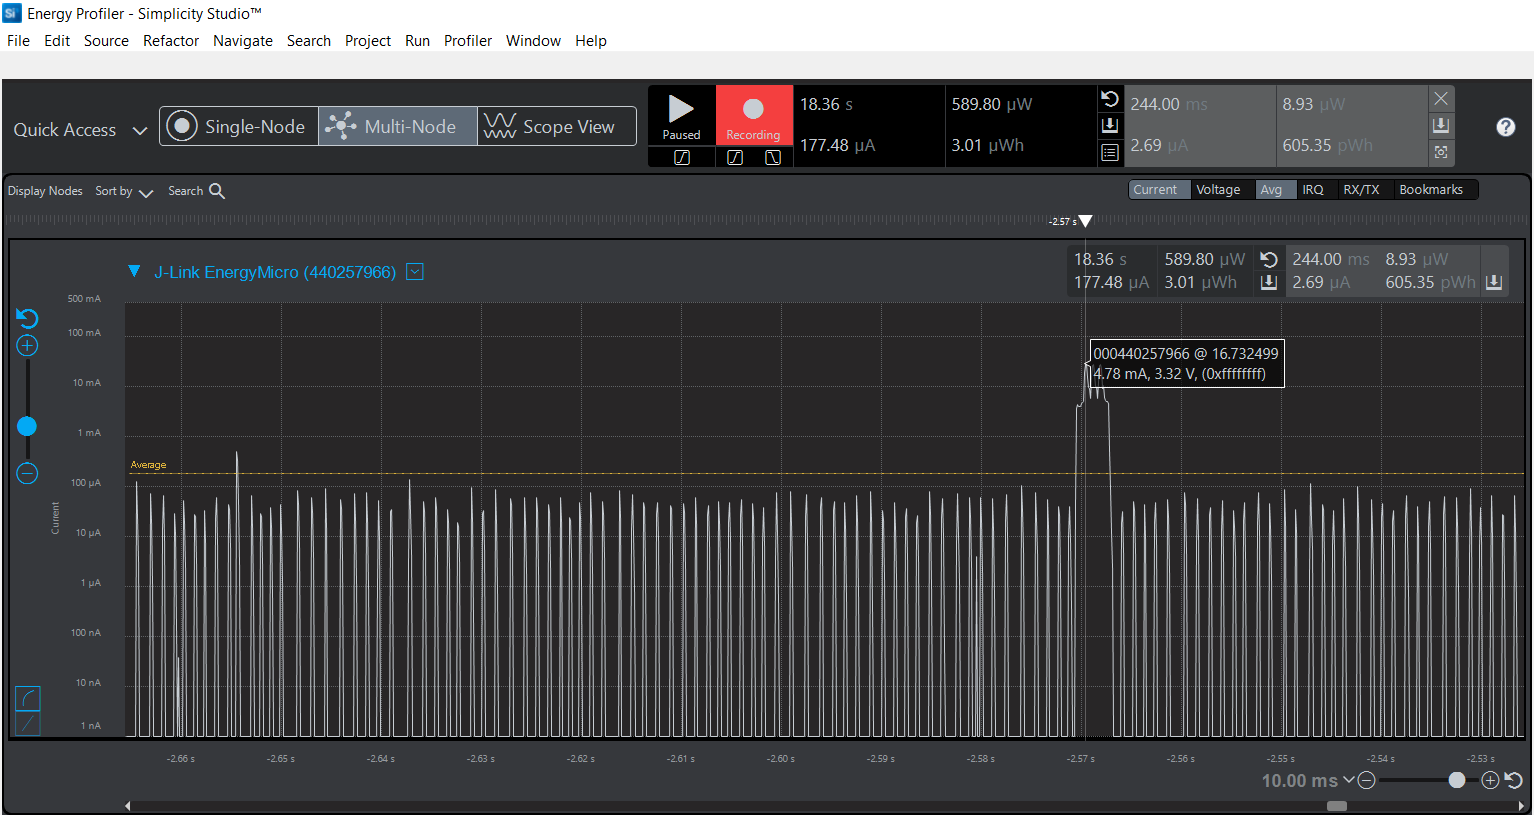 Energy Profiler - Simplicity Studio™
File Edit Source Refactor Navigate Search Project Run Profiler Window Help
Quick Access
Single-Node
Multi-Node
Scope View
Paused
Recording
18.36 s
177.48 µA
589.80 µW
3.01 µWh
244.00 ms
2.69 µA
8.93 µW
605.35 pWh
Display Nodes Sort by Search
Current Voltage Avg IRQ RX/TX Bookmarks
-2.57 s
J-Link EnergyMicro (440257966)
18.36 s 589.80 µW 244.00 ms 8.93 µW
177.48 µA 3.01 µWh 2.69 µA 605.35 pWh
500 mA
100 mA
10 mA
1 mA
100 µA
10 µA
1 µA
100 nA
10 nA
1 nA
Current
Average
000440257966 @ 16.732499
4.78 mA, 3.32 V, (0xffffffff)
-2.66 s -2.65 s -2.64 s -2.63 s -2.62 s -2.61 s -2.60 s -2.59 s -2.58 s -2.57 s -2.56 s -2.55 s -2.54 s -2.53 s
10.00 ms